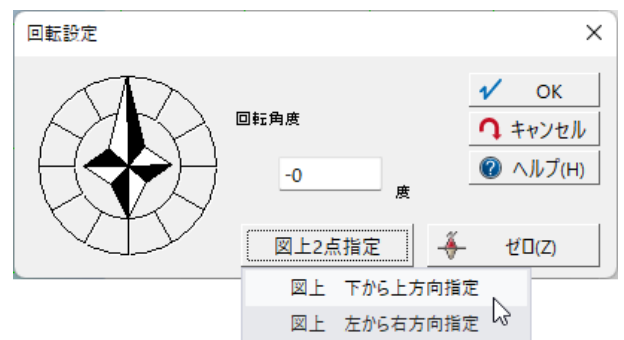 回転設定
OK
回転角度
キャンセル
-0
度
ヘルプ(H)
図上2点指定
ゼロ(Z)
図上 下から上方向指定
図上 左から右方向指定